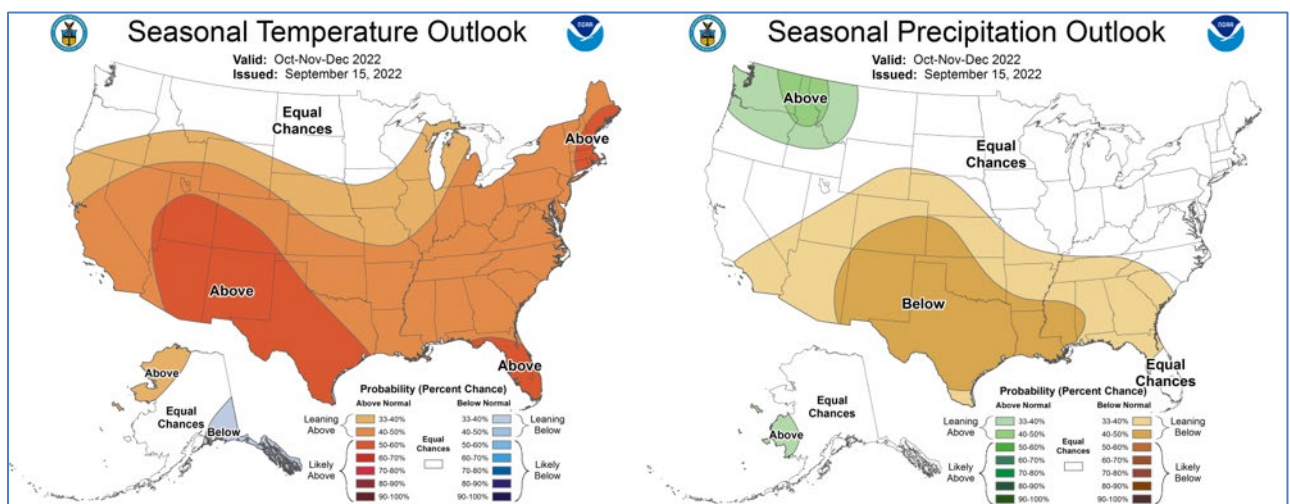 Seasonal Temperature Outlook
Valid: Oct-Nov-Dec 2022
Issued: September 15, 2022
Equal
Chances
Above
Above
Above
Above
Equal
Chances
Below
Probability (Percent Chance)
Above Normal
Below Normal
Leaning
Above
33-40%
40-50%
Likely
Above
50-60%
60-70%
70-80%
80-90%
90-100%
Equal
Chances
33-40%
40-50%
Leaning
Below
50-60%
60-70%
70-80%
80-90%
90-100%
Likely
Below
Seasonal Precipitation Outlook
Valid: Oct-Nov-Dec 2022
Issued: September 15, 2022
Above
Equal
Chances
Below
Equal
Chances
Equal
Chances
Above
Probability (Percent Chance)
Above Normal
Below Normal
Leaning
Above
33-40%
40-50%
Likely
Above
50-60%
60-70%
70-80%
80-90%
90-100%
Equal
Chances
33-40%
40-50%
Leaning
Below
50-60%
60-70%
70-80%
80-90%
90-100%
Likely
Below